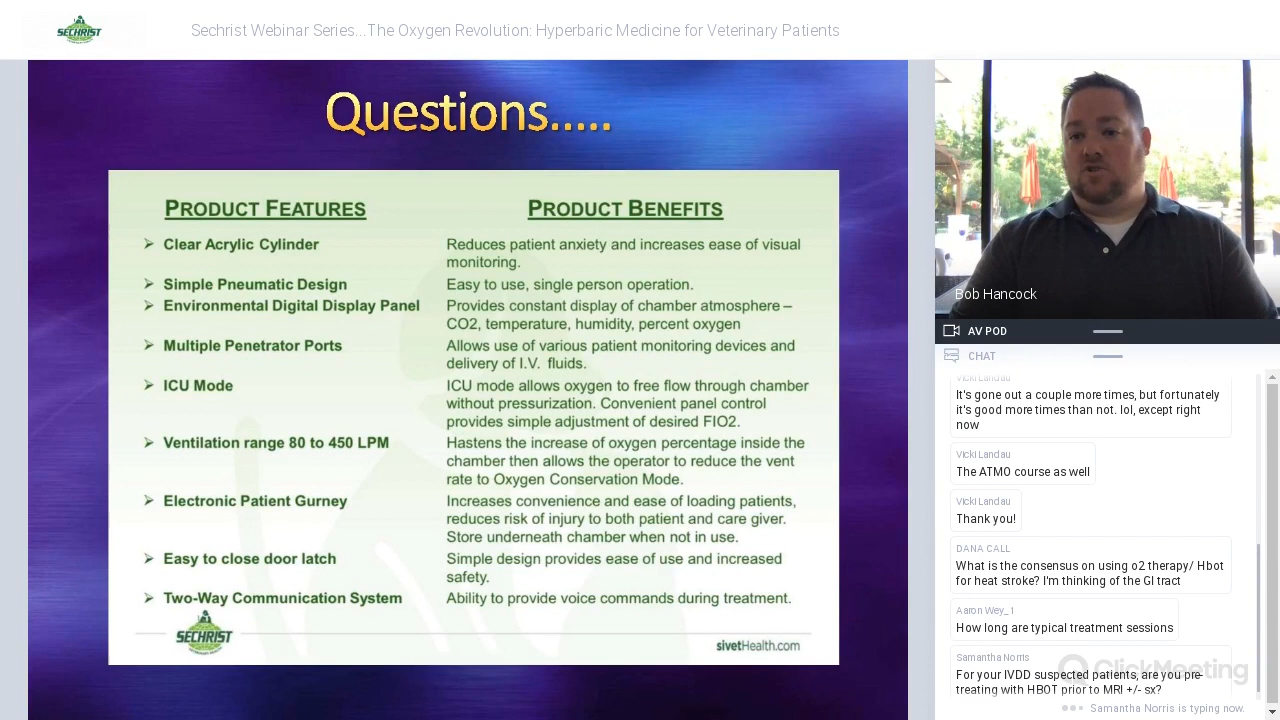 SECHRIST
Sechrist Webinar Series...The Oxygen Revolution: Hyperbaric Medicine for Veterinary Patients
Questions.....
PRODUCT FEATURES
PRODUCT BENEFITS
➢ Clear Acrylic Cylinder
Reduces patient anxiety and increases ease of visual
monitoring.
➢ Simple Pneumatic Design
Easy to use, single person operation.
➢ Environmental Digital Display Panel
Provides constant display of chamber atmosphere –
CO2, temperature, humidity, percent oxygen
➢ Multiple Penetrator Ports
Allows use of various patient monitoring devices and
delivery of I.V. fluids.
➢ ICU Mode
ICU mode allows oxygen to free flow through chamber
without pressurization. Convenient panel control
provides simple adjustment of desired FIO2.
➢ Ventilation range 80 to 450 LPM
Hastens the increase of oxygen percentage inside the
chamber then allows the operator to reduce the vent
rate to Oxygen Conservation Mode.
➢ Electronic Patient Gurney
Increases convenience and ease of loading patients,
reduces risk of injury to both patient and care giver.
Store underneath chamber when not in use.
➢ Easy to close door latch
Simple design provides ease of use and increased
safety.
➢ Two-Way Communication System
Ability to provide voice commands during treatment.
SECHRIST
sivetHealth.com
Bob Hancock
AV POD
CHAT
Vicki Landau
It's gone out a couple more times, but fortunately
it's good more times than not. lol, except right
now
Vicki Landau
The ATMO course as well
Vicki Landau
Thank you!
DANA CALL
What is the consensus on using o2 therapy/ Hbot
for heat stroke? I'm thinking of the GI tract
Aaron Wey_1
How long are typical treatment sessions
Samantha Norris
For your IVDD suspected patients, are you pre-
treating with HBOT prior to MRI +/- sx?
ClickMeeting
Samantha Norris is typing now.